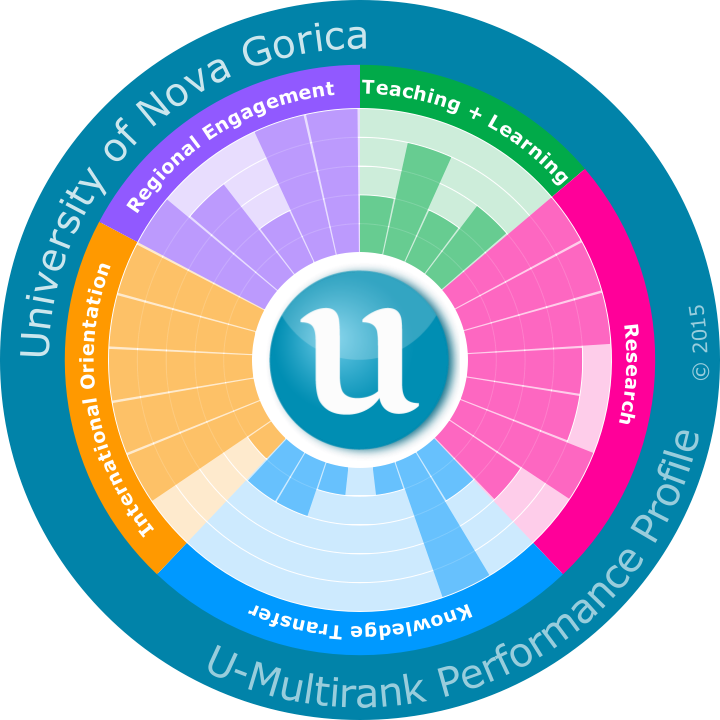 University of Nova Gorica
Regional Engagement
Teaching + Learning
Research
Knowledge Transfer
International Orientation
u
© 2015
U-Multirank Performance Profile